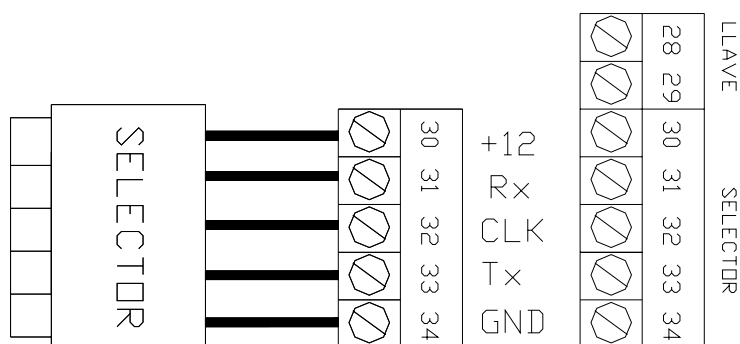 SELECTOR
30
31
32
33
34
+12
Rx
CLK
Tx
GND
28
29
30
31
32
33
34
LLAVE
SELECTOR